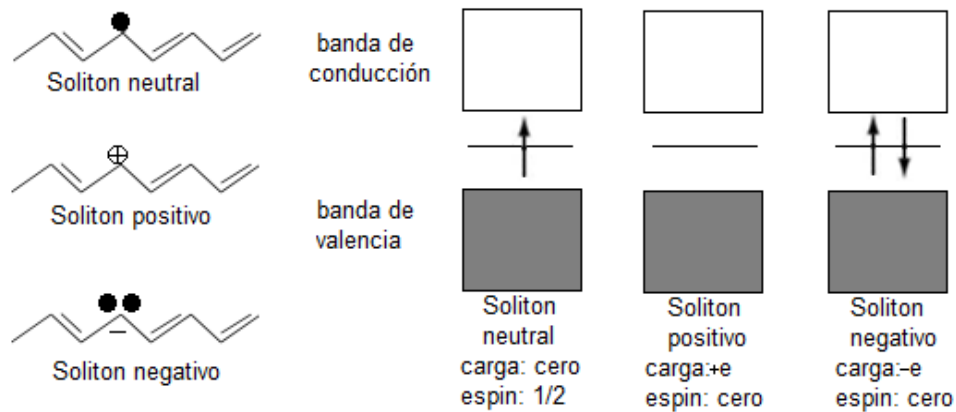 Soliton neutral
Soliton positivo
Soliton negativo
banda de
conducción
banda de
valencia
Soliton
neutral
carga: cero
espin: 1/2
Soliton
positivo
carga:+e
espin: cero
Soliton
negativo
carga:–e
espin: cero